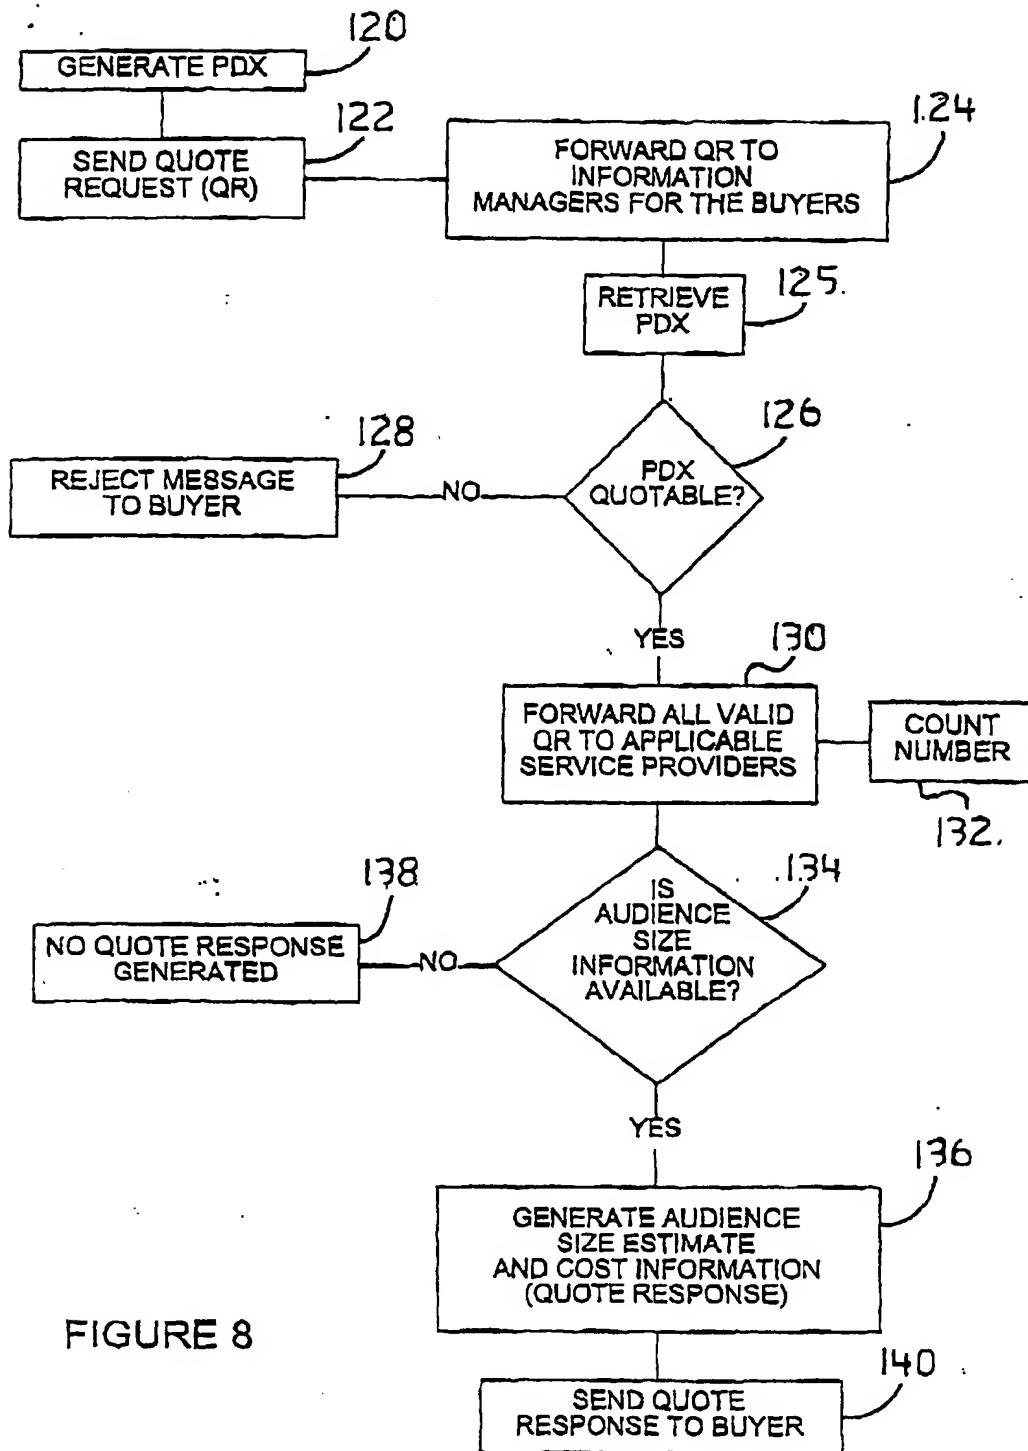 120
GENERATE PDX
122
SEND QUOTE
REQUEST (QR)
1.24
FORWARD QR TO
INFORMATION
MANAGERS FOR THE BUYERS
125.
RETRIEVE
PDX
126
PDX
QUOTABLE?
128
REJECT MESSAGE
TO BUYER
NO
YES
130
FORWARD ALL VALID
QR TO APPLICABLE
SERVICE PROVIDERS
COUNT
NUMBER
132.
134
IS
AUDIENCE
SIZE
INFORMATION
AVAILABLE?
138
NO QUOTE RESPONSE
GENERATED
NO
YES
136
GENERATE AUDIENCE
SIZE ESTIMATE
AND COST INFORMATION
(QUOTE RESPONSE)
FIGURE 8
140
SEND QUOTE
RESPONSE TO BUYER